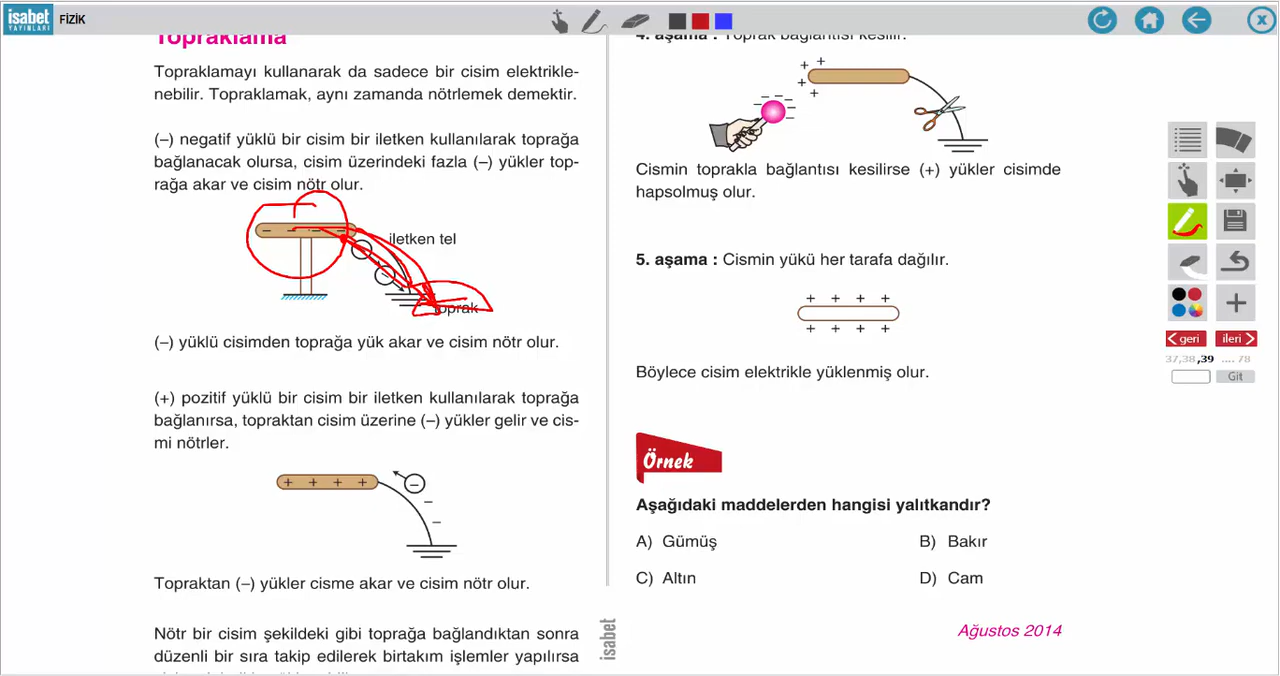 isabet
YAYINLARI
FİZİK
Topraklama
Topraklamayı kullanarak da sadece bir cisim elektrikle-
nebilir. Topraklamak, aynı zamanda nötrlemek demektir.
(–) negatif yüklü bir cisim bir iletken kullanılarak toprağa
bağlanacak olursa, cisim üzerindeki fazla (–) yükler top-
rağa akar ve cisim nötr olur.
iletken tel
toprak
(–) yüklü cisimden toprağa yük akar ve cisim nötr olur.
(+) pozitif yüklü bir cisim bir iletken kullanılarak toprağa
bağlanırsa, topraktan cisim üzerine (–) yükler gelir ve cis-
mi nötrler.
+ + + +
Topraktan (–) yükler cisme akar ve cisim nötr olur.
Nötr bir cisim şekildeki gibi toprağa bağlandıktan sonra
düzenli bir sıra takip edilerek birtakım işlemler yapılırsa
isabet
4. aşama : Toprak bağlantısı kesilir.
Cismin toprakla bağlantısı kesilirse (+) yükler cisimde
hapsolmuş olur.
5. aşama : Cismin yükü her tarafa dağılır.
+ + + +
+ + + +
Böylece cisim elektrikle yüklenmiş olur.
Örnek
Aşağıdaki maddelerden hangisi yalıtkandır?
A) Gümüş B) Bakır
C) Altın D) Cam
Ağustos 2014
geri ileri
37,38,39 .... 78
Git